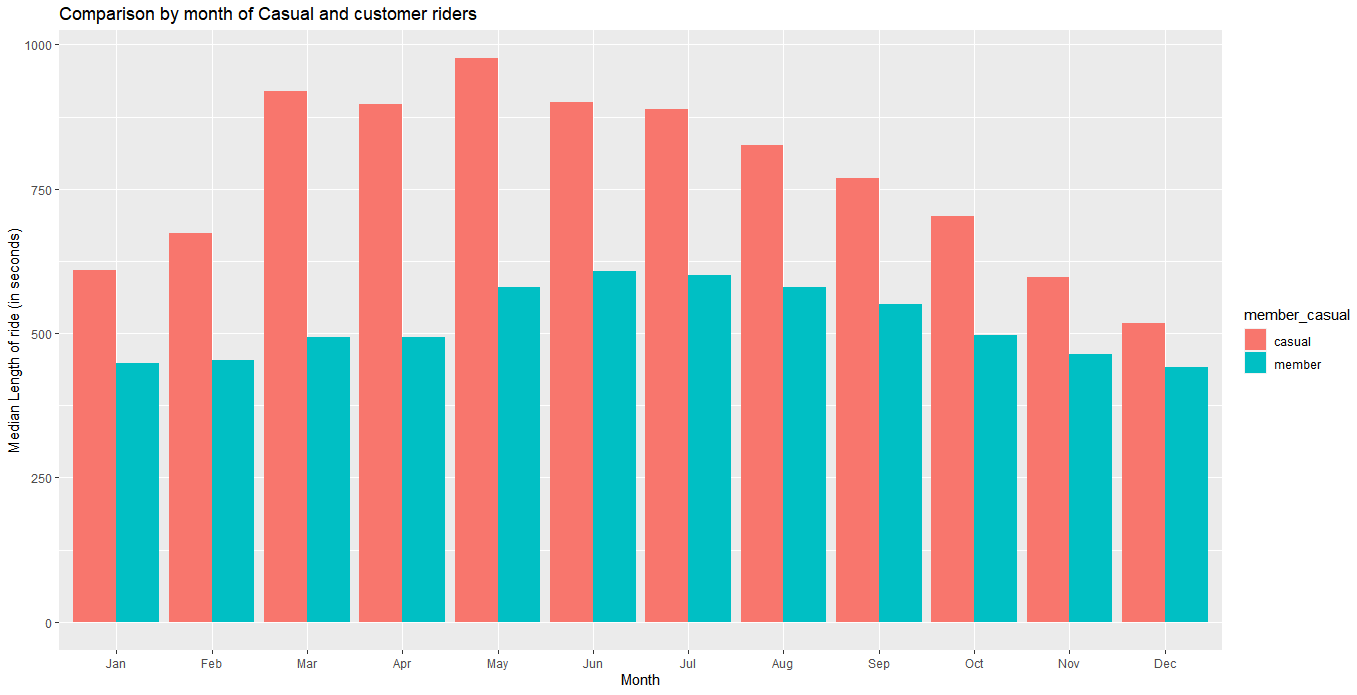 Comparison by month of Casual and customer riders
Median Length of ride (in seconds)
1000
750
500
250
0
Jan Feb Mar Apr May Jun Jul Aug Sep Oct Nov Dec
Month
member_casual
casual
member